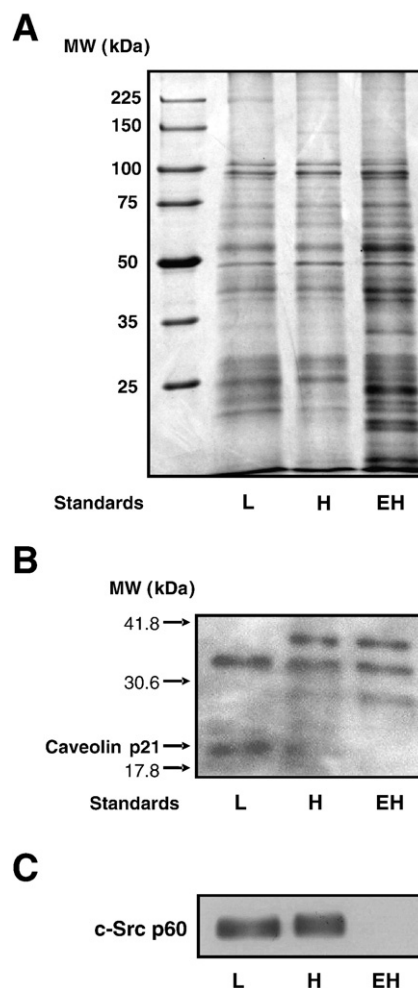 A
MW (kDa)
225
150
100
75
50
35
25
Standards L H EH
B
MW (kDa)
41.8
30.6
Caveolin p21
17.8
Standards L H EH
C
c-Src p60
L H EH